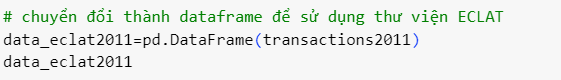 # chuyển đổi thành dataframe để sử dụng thư viện ECLAT
data_eclat2011=pd.DataFrame(transactions2011)
data_eclat2011